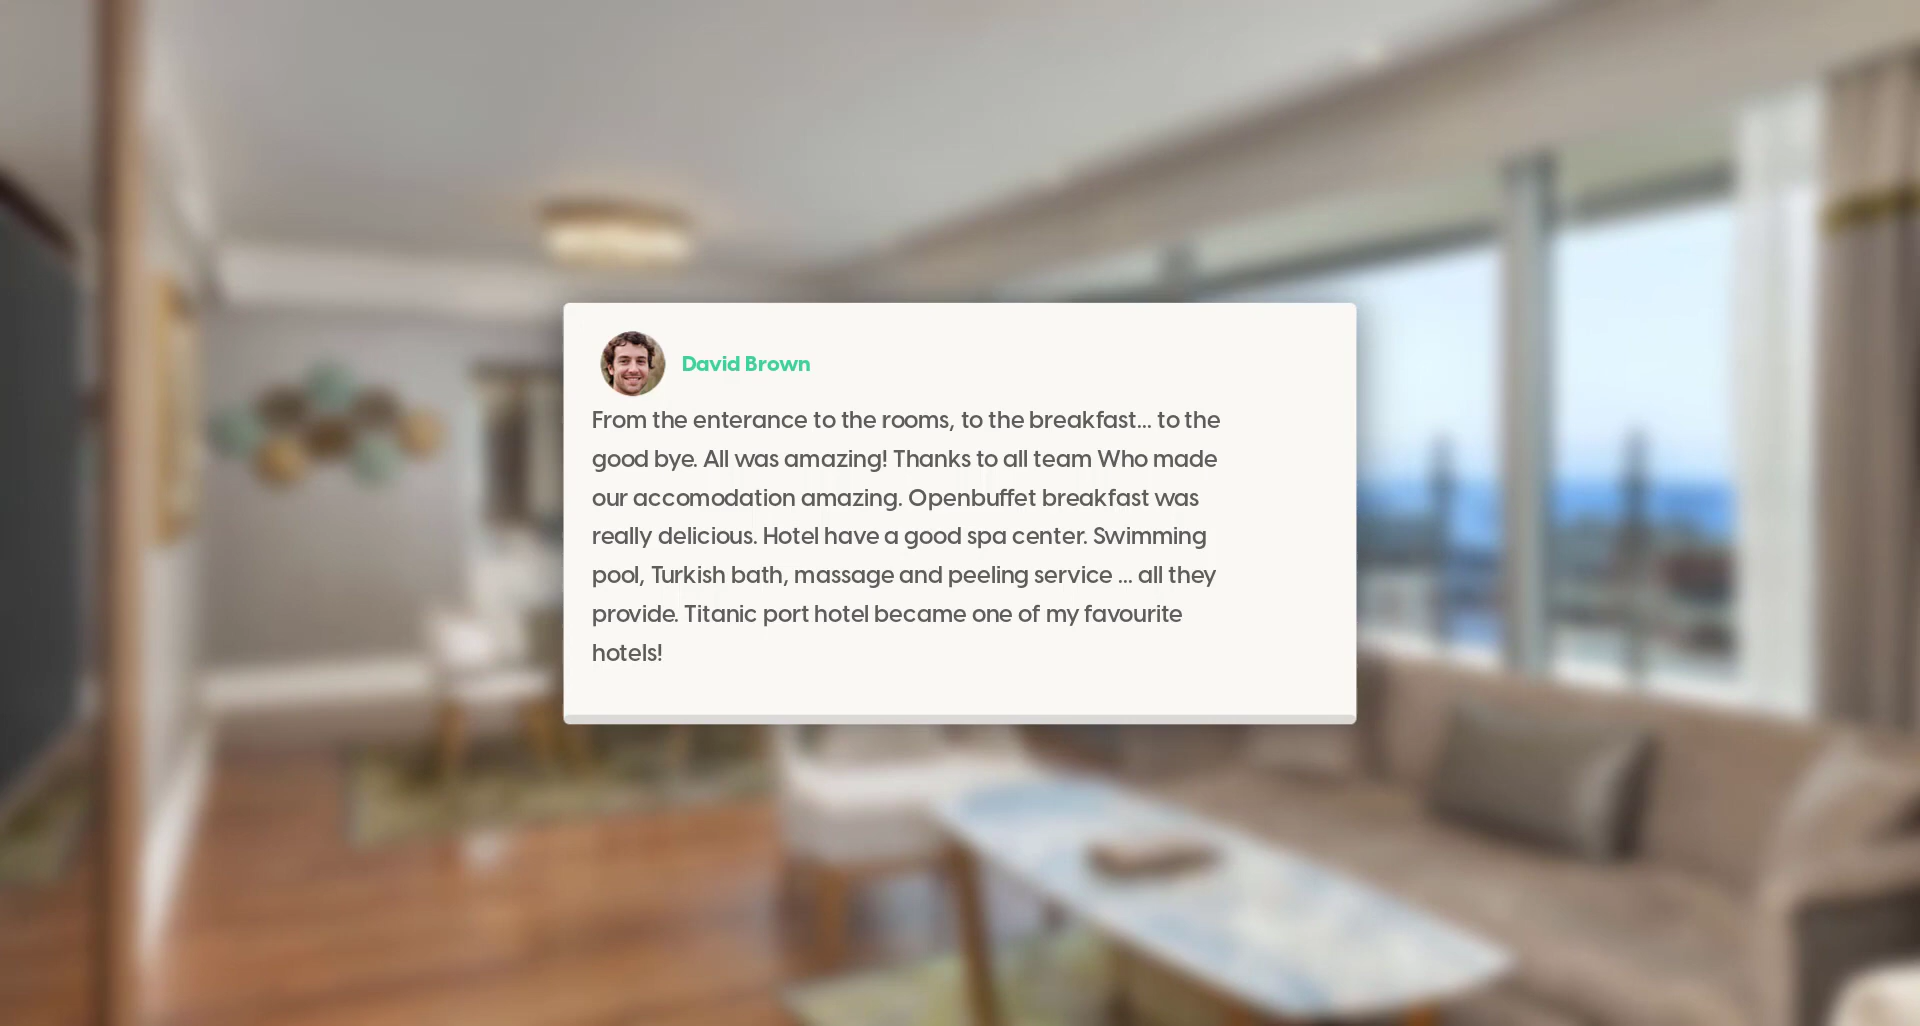 David Brown
From the enterance to the rooms, to the breakfast... to the
good bye. All was amazing! Thanks to all team Who made
our accomodation amazing. Openbuffet breakfast was
really delicious. Hotel have a good spa center. Swimming
pool, Turkish bath, massage and peeling service ... all they
provide. Titanic port hotel became one of my favourite
hotels!